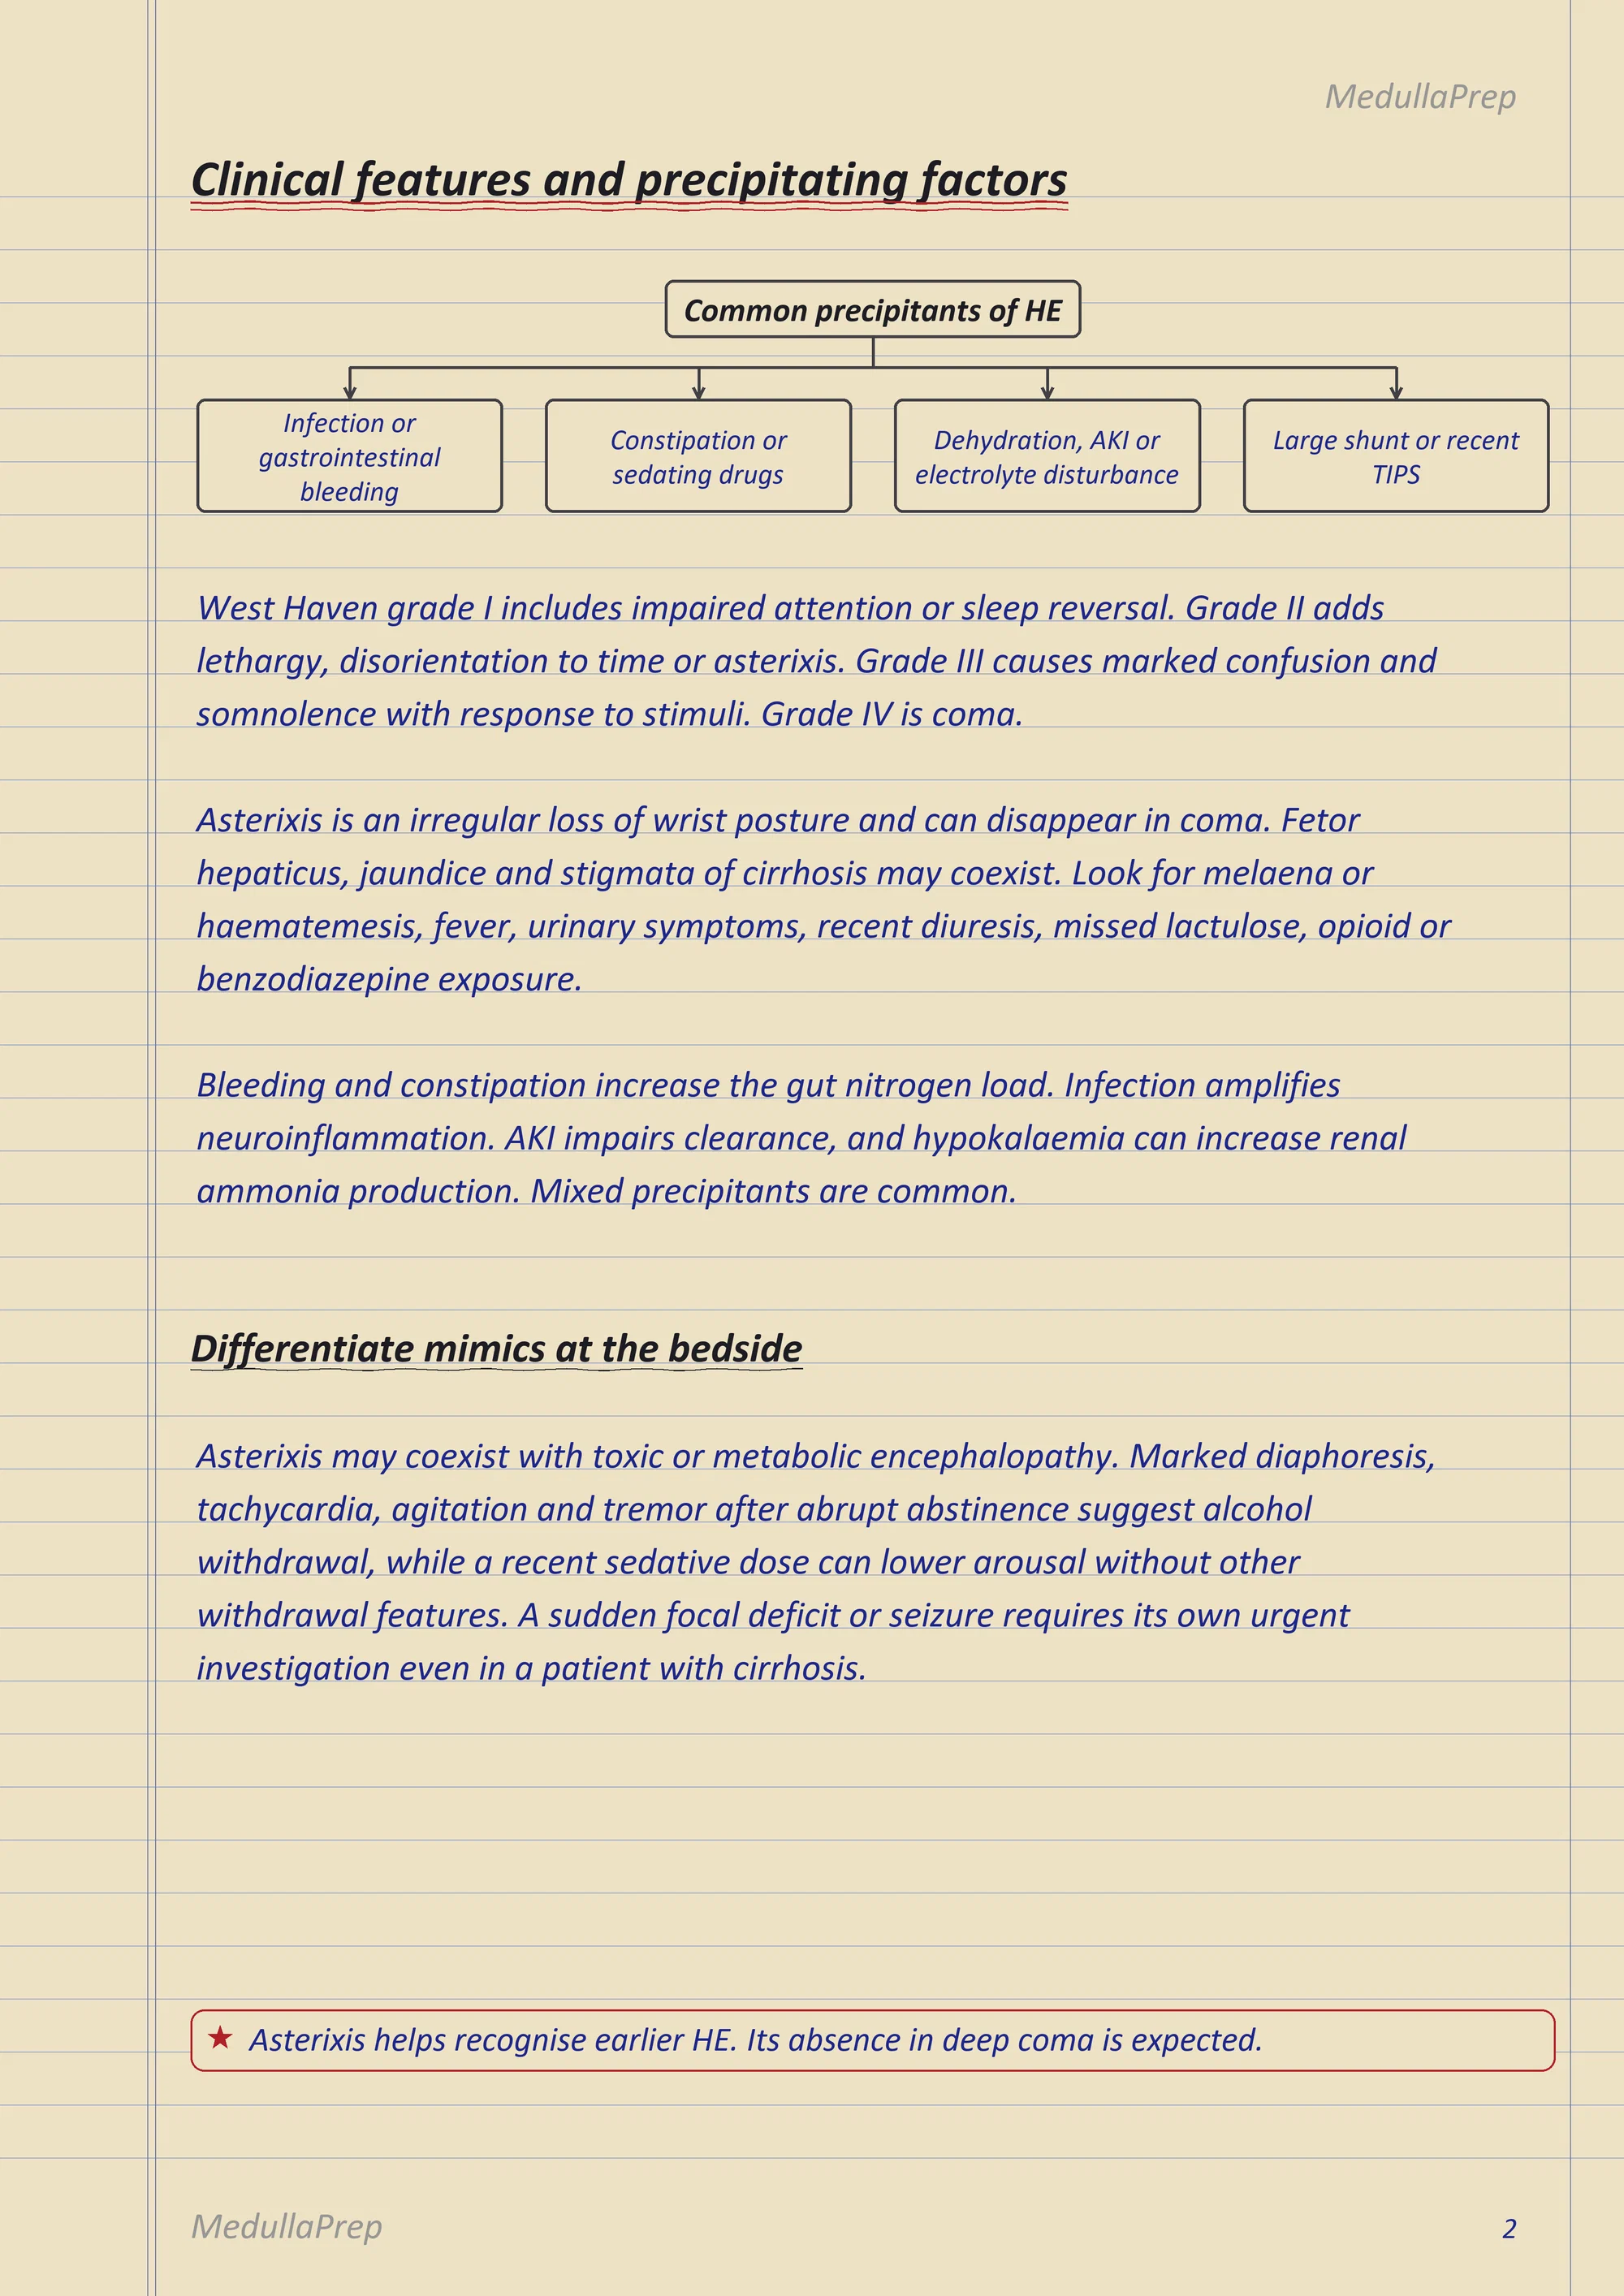 MedullaPrep
Clinical features and precipitating factors
Common precipitants of HE
Infection or
gastrointestinal
bleeding
Constipation or
sedating drugs
Dehydration, AKI or
electrolyte disturbance
Large shunt or recent
TIPS
West Haven grade I includes impaired attention or sleep reversal. Grade II adds
lethargy, disorientation to time or asterixis. Grade III causes marked confusion and
somnolence with response to stimuli. Grade IV is coma.
Asterixis is an irregular loss of wrist posture and can disappear in coma. Fetor
hepaticus, jaundice and stigmata of cirrhosis may coexist. Look for melaena or
haematemesis, fever, urinary symptoms, recent diuresis, missed lactulose, opioid or
benzodiazepine exposure.
Bleeding and constipation increase the gut nitrogen load. Infection amplifies
neuroinflammation. AKI impairs clearance, and hypokalaemia can increase renal
ammonia production. Mixed precipitants are common.
Differentiate mimics at the bedside
Asterixis may coexist with toxic or metabolic encephalopathy. Marked diaphoresis,
tachycardia, agitation and tremor after abrupt abstinence suggest alcohol
withdrawal, while a recent sedative dose can lower arousal without other
withdrawal features. A sudden focal deficit or seizure requires its own urgent
investigation even in a patient with cirrhosis.
★ Asterixis helps recognise earlier HE. Its absence in deep coma is expected.
MedullaPrep
2